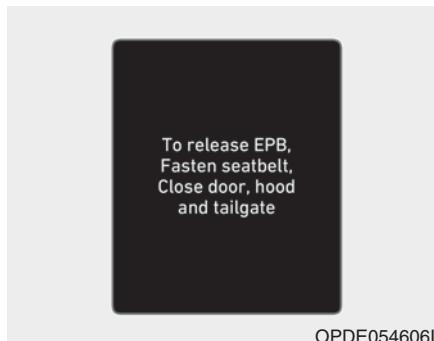 To release EPB,
Fasten seatbelt,
Close door, hood
and tailgate
OPDE054606L